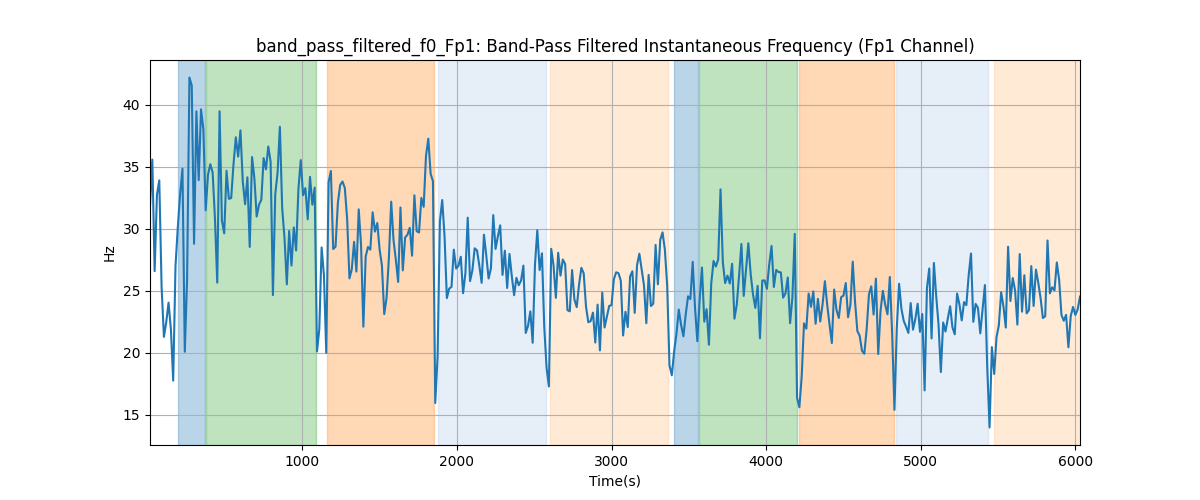 band_pass_filtered_f0_Fp1: Band-Pass Filtered Instantaneous Frequency (Fp1 Channel)
Hz
40
35
30
25
20
15
1000 2000 3000 4000 5000 6000
Time(s)